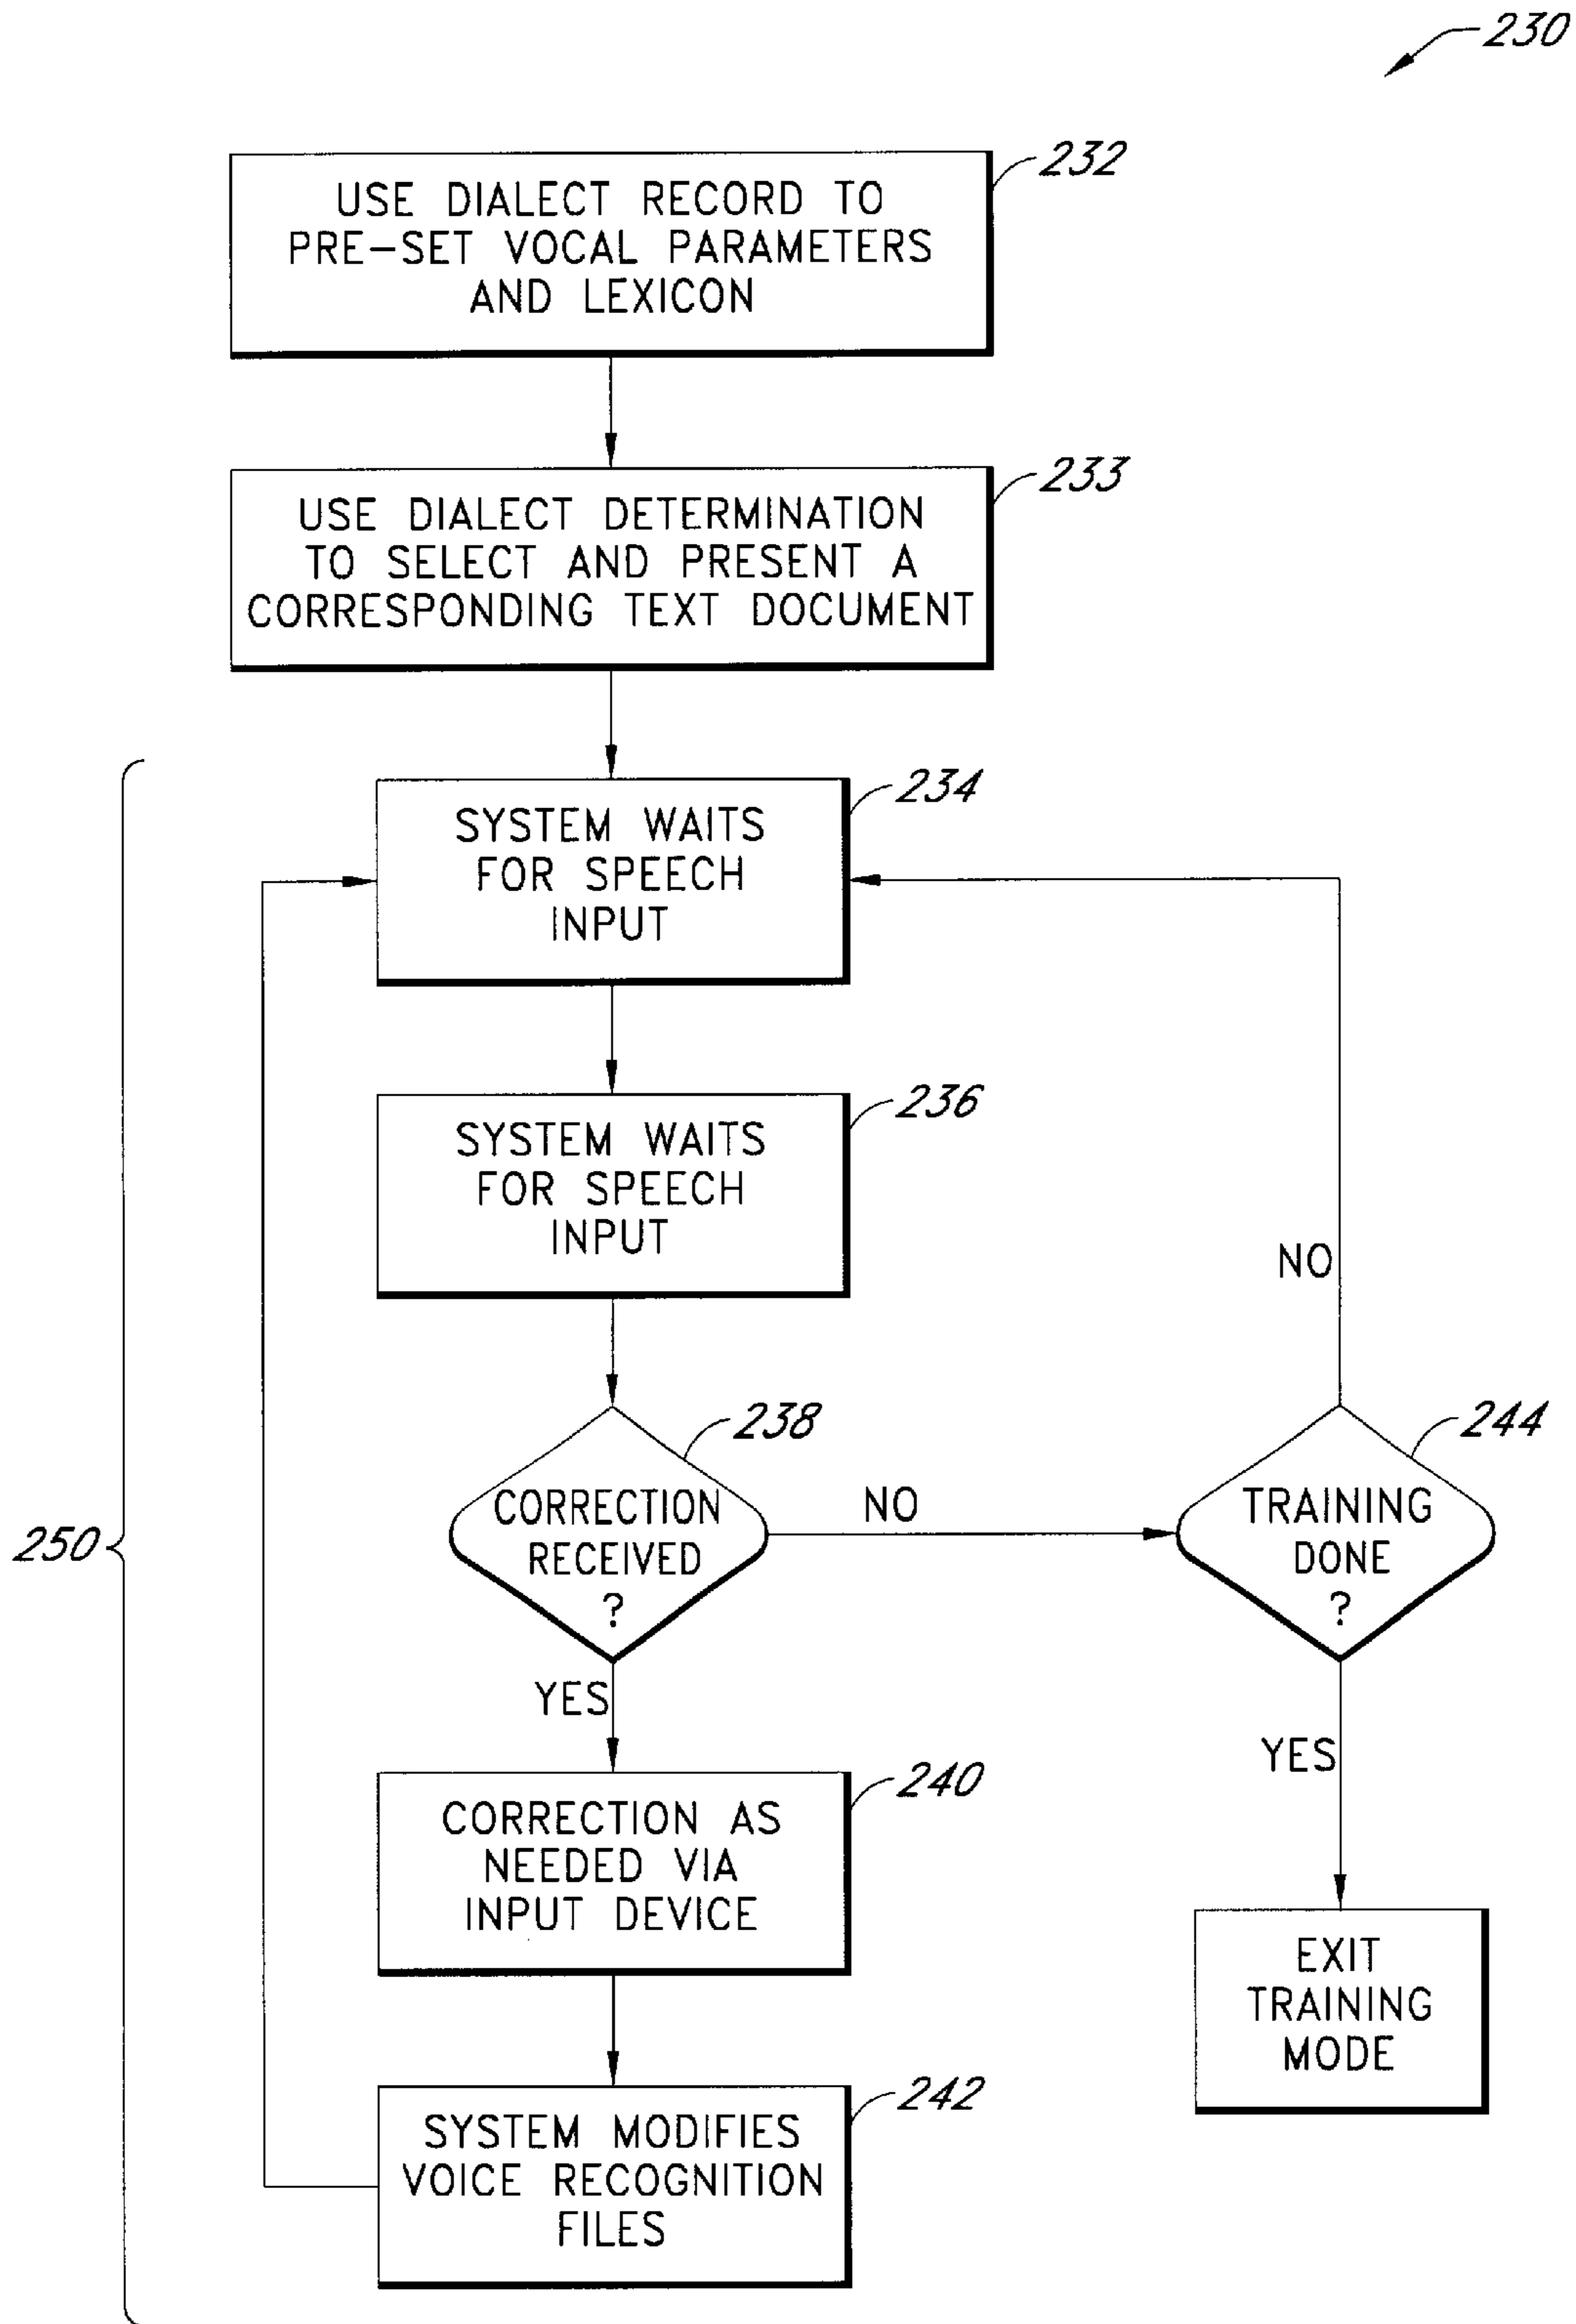 230
232
USE DIALECT RECORD TO
PRE-SET VOCAL PARAMETERS
AND LEXICON
233
USE DIALECT DETERMINATION
TO SELECT AND PRESENT A
CORRESPONDING TEXT DOCUMENT
234
SYSTEM WAITS
FOR SPEECH
INPUT
236
SYSTEM WAITS
FOR SPEECH
INPUT
NO
238
CORRECTION
RECEIVED
?
NO
244
TRAINING
DONE
?
250
YES
YES
240
CORRECTION AS
NEEDED VIA
INPUT DEVICE
EXIT
TRAINING
MODE
242
SYSTEM MODIFIES
VOICE RECOGNITION
FILES